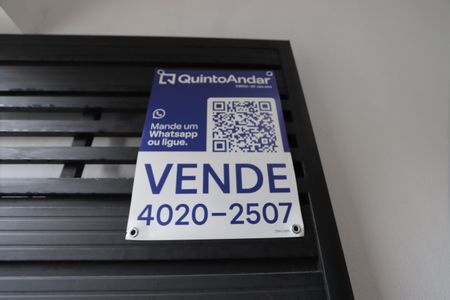 QuintoAndar
Mande um
Whatsapp
ou ligue.
VENDE
4020-2507